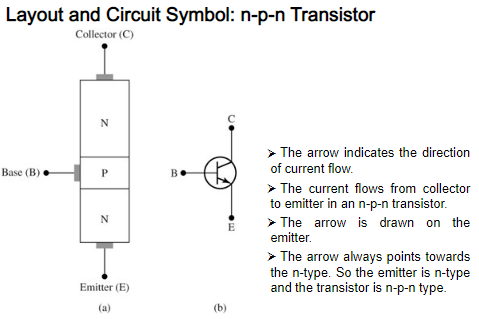 Layout and Circuit Symbol: n-p-n Transistor
Collector (C)
N
Base (B)
P
N
Emitter (E)
(a)
C
B
E
(b)
➢ The arrow indicates the direction
of current flow.
➢ The current flows from collector
to emitter in an n-p-n transistor.
➢ The arrow is drawn on the
emitter.
➢ The arrow always points towards
the n-type. So the emitter is n-type
and the transistor is n-p-n type.